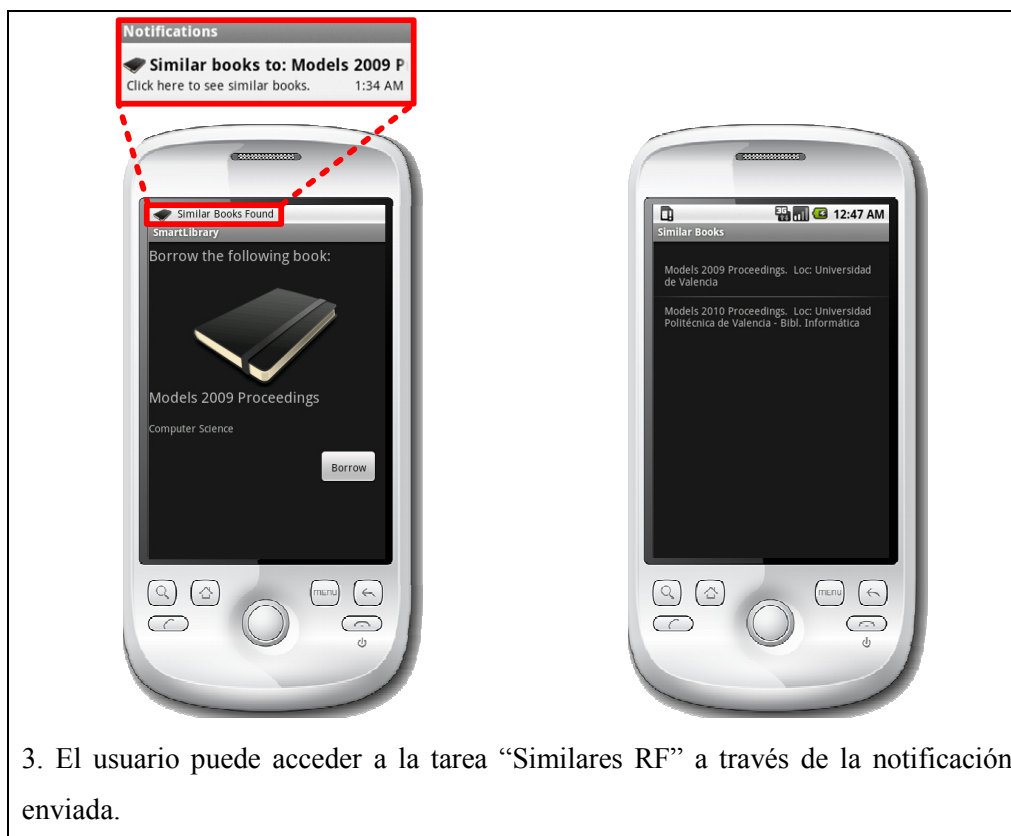 Notifications
Similar books to: Models 2009 P
Click here to see similar books. 1:34 AM
Similar Books Found
SmartLibrary
Borrow the following book:
Models 2009 Proceedings
Computer Science
Borrow
MENU
3G
12:47 AM
Similar Books
Models 2009 Proceedings. Loc: Universidad
de Valencia
Models 2010 Proceedings. Loc: Universidad
Politécnica de Valencia - Bibl. Informática
MENU
3. El usuario puede acceder a la tarea “Similares RF” a través de la notificación
enviada.